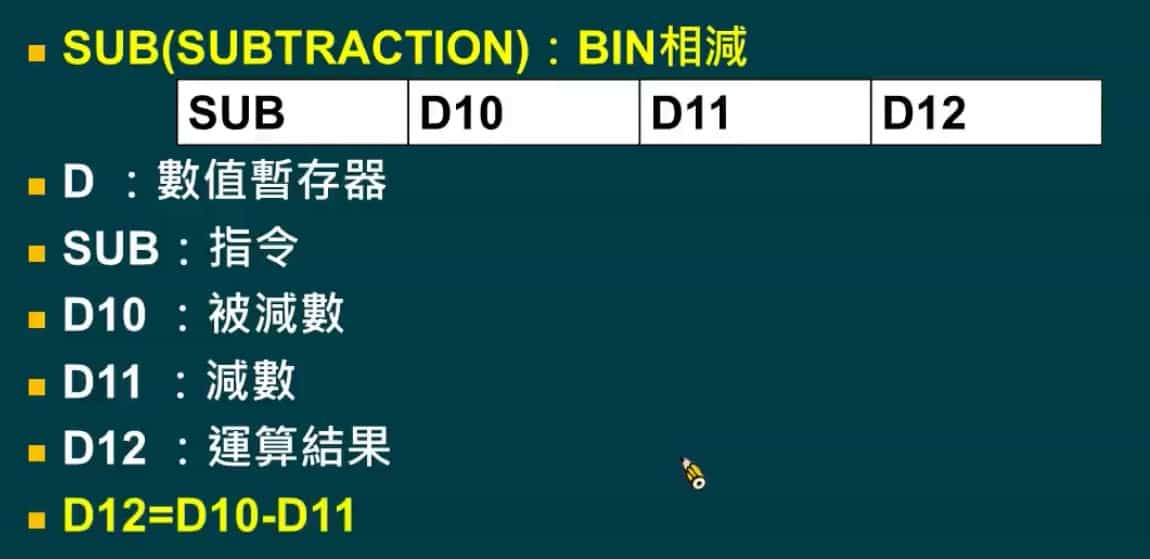 SUB(SUBTRACTION)：BIN相減
SUB D10 D11 D12
D ：數值暫存器
SUB：指令
D10 ：被減數
D11 ：減數
D12 ：運算結果
D12=D10-D11